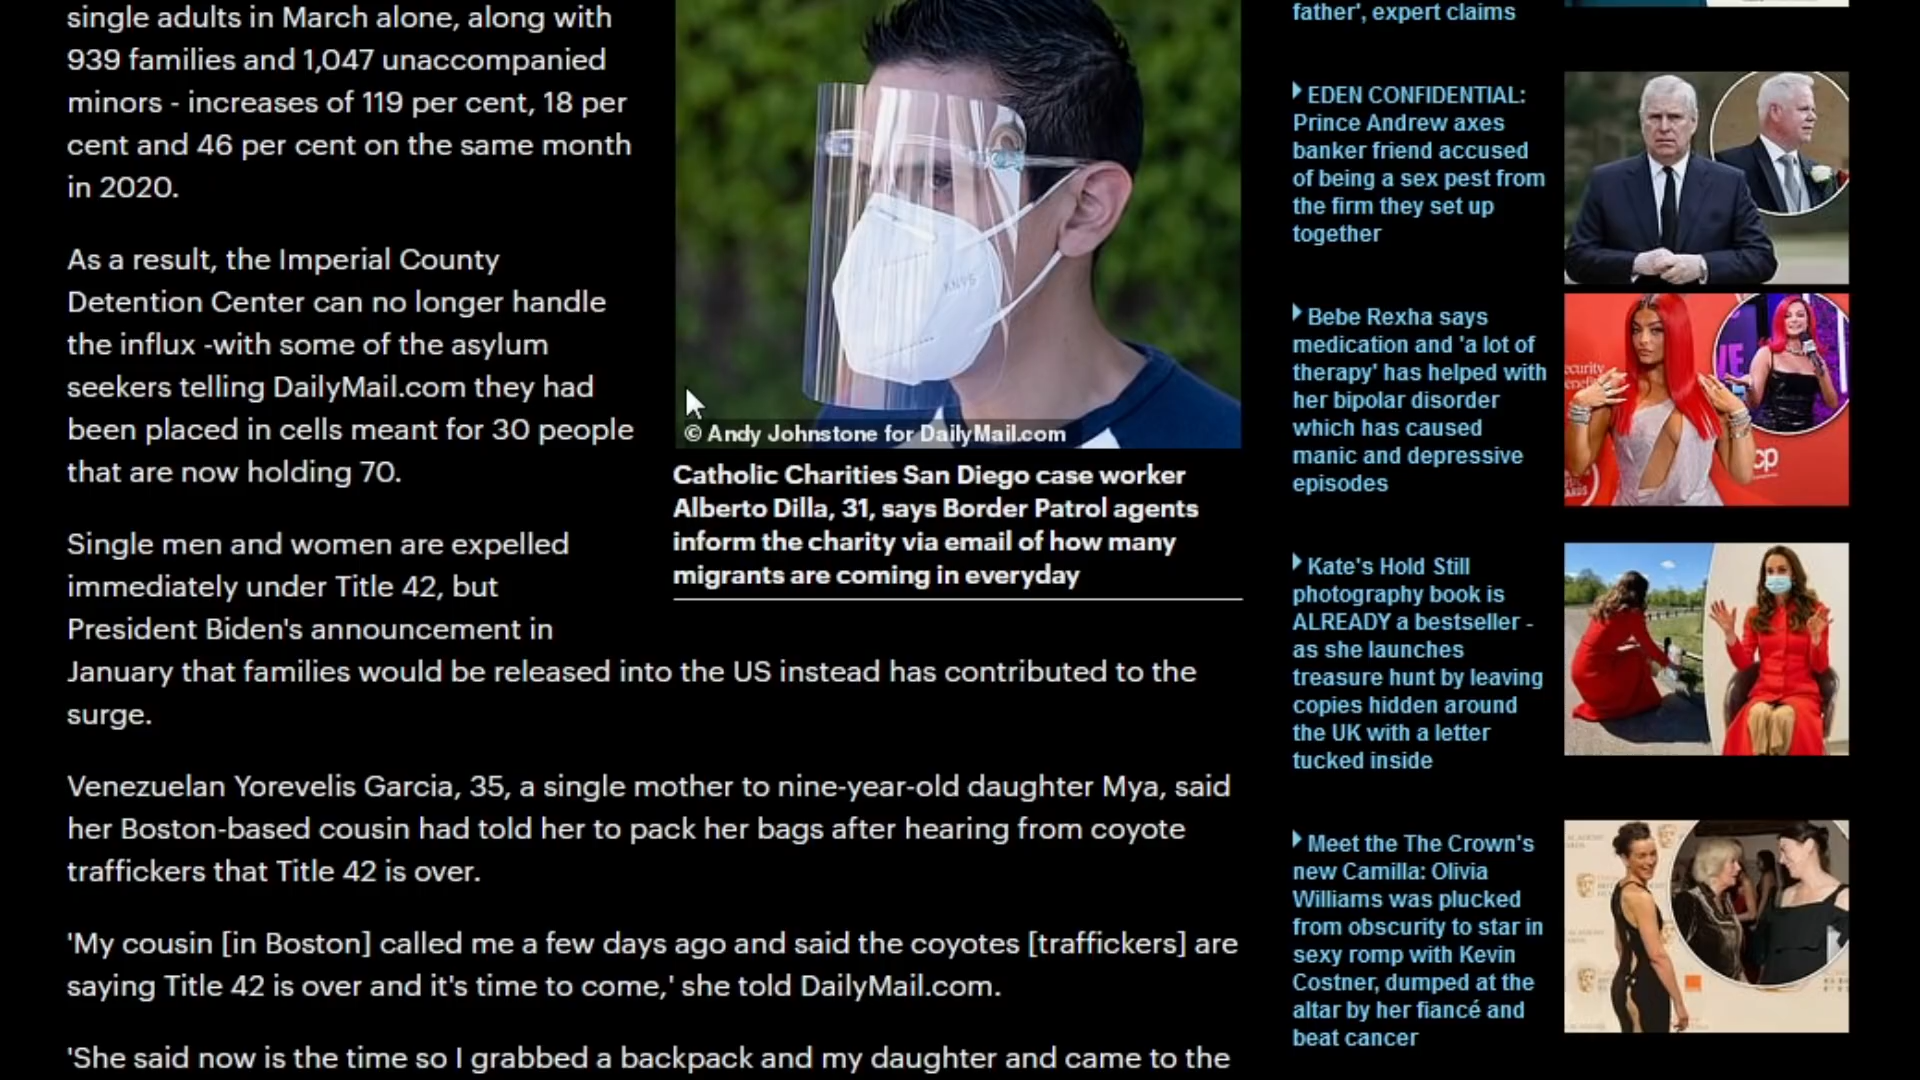 single adults in March alone, along with
939 families and 1,047 unaccompanied
minors - increases of 119 per cent, 18 per
cent and 46 per cent on the same month
in 2020.
As a result, the Imperial County
Detention Center can no longer handle
the influx -with some of the asylum
seekers telling DailyMail.com they had
been placed in cells meant for 30 people
that are now holding 70.
Single men and women are expelled
immediately under Title 42, but
President Biden's announcement in
January that families would be released into the US instead has contributed to the
surge.
Venezuelan Yorevelis Garcia, 35, a single mother to nine-year-old daughter Mya, said
her Boston-based cousin had told her to pack her bags after hearing from coyote
traffickers that Title 42 is over.
'My cousin [in Boston] called me a few days ago and said the coyotes [traffickers] are
saying Title 42 is over and it's time to come,' she told DailyMail.com.
'She said now is the time so I grabbed a backpack and my daughter and came to the
KN95
© Andy Johnstone for DailyMail.com
Catholic Charities San Diego case worker
Alberto Dilla, 31, says Border Patrol agents
inform the charity via email of how many
migrants are coming in everyday
father', expert claims
EDEN CONFIDENTIAL:
Prince Andrew axes
banker friend accused
of being a sex pest from
the firm they set up
together
Bebe Rexha says
medication and 'a lot of
therapy' has helped with
her bipolar disorder
which has caused
manic and depressive
episodes
Kate's Hold Still
photography book is
ALREADY a bestseller -
as she launches
treasure hunt by leaving
copies hidden around
the UK with a letter
tucked inside
Meet the The Crown's
new Camilla: Olivia
Williams was plucked
from obscurity to star in
sexy romp with Kevin
Costner, dumped at the
altar by her fiancé and
beat cancer